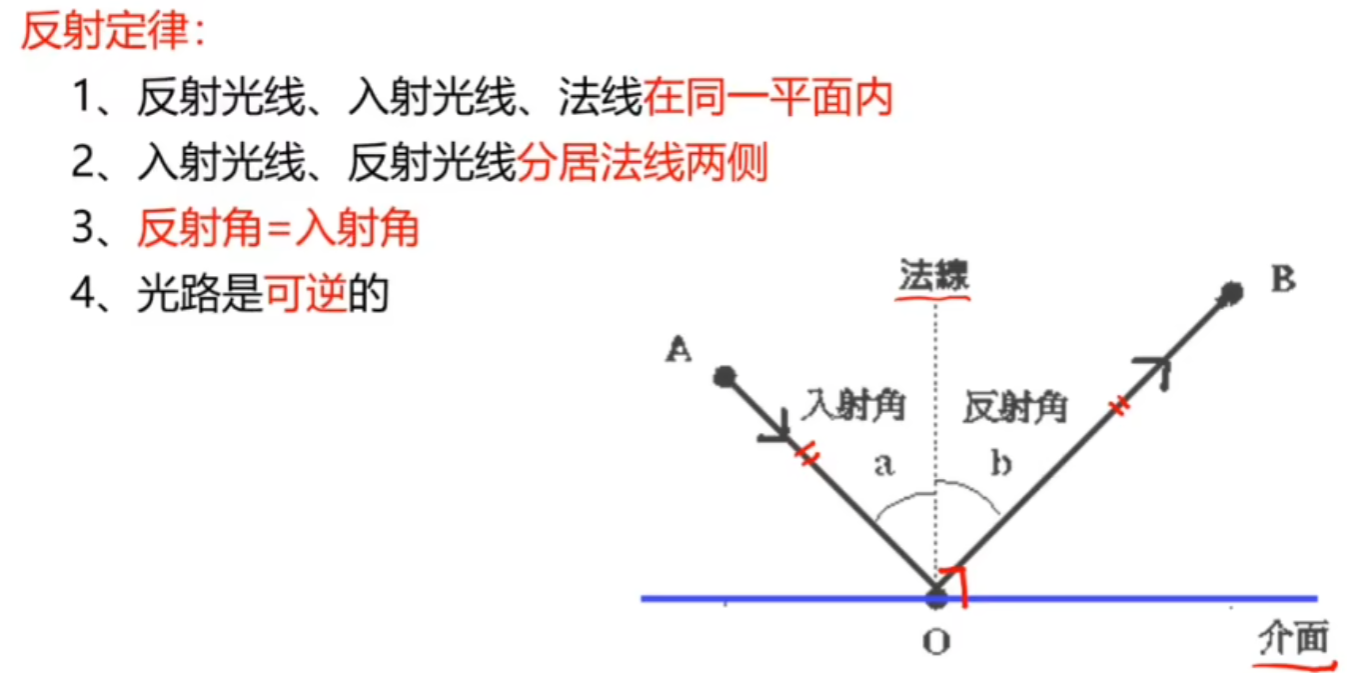 反射定律：
1、反射光线、入射光线、法线在同一平面内
2、入射光线、反射光线分居法线两侧
3、反射角=入射角
4、光路是可逆的
法線
B
A
入射角 反射角
a b
O
介面